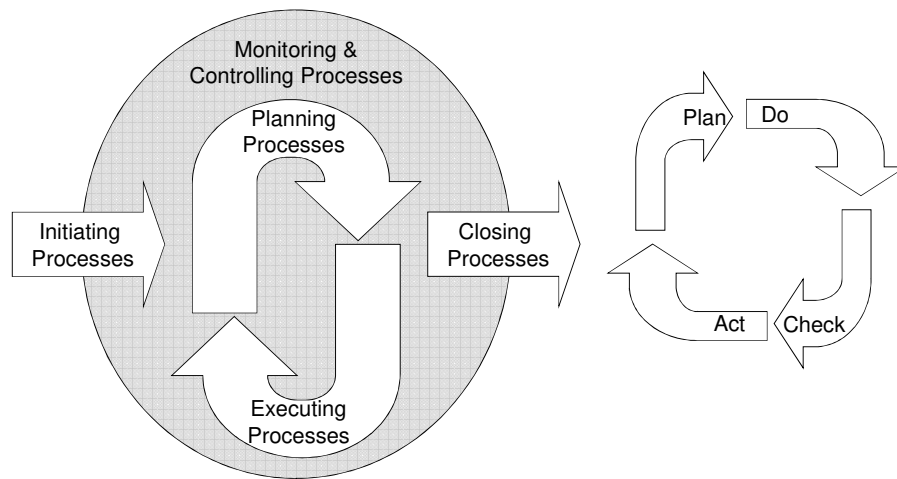 Monitoring &
Controlling Processes
Planning
Processes
Initiating
Processes
Closing
Processes
Executing
Processes
Plan
Do
Act
Check